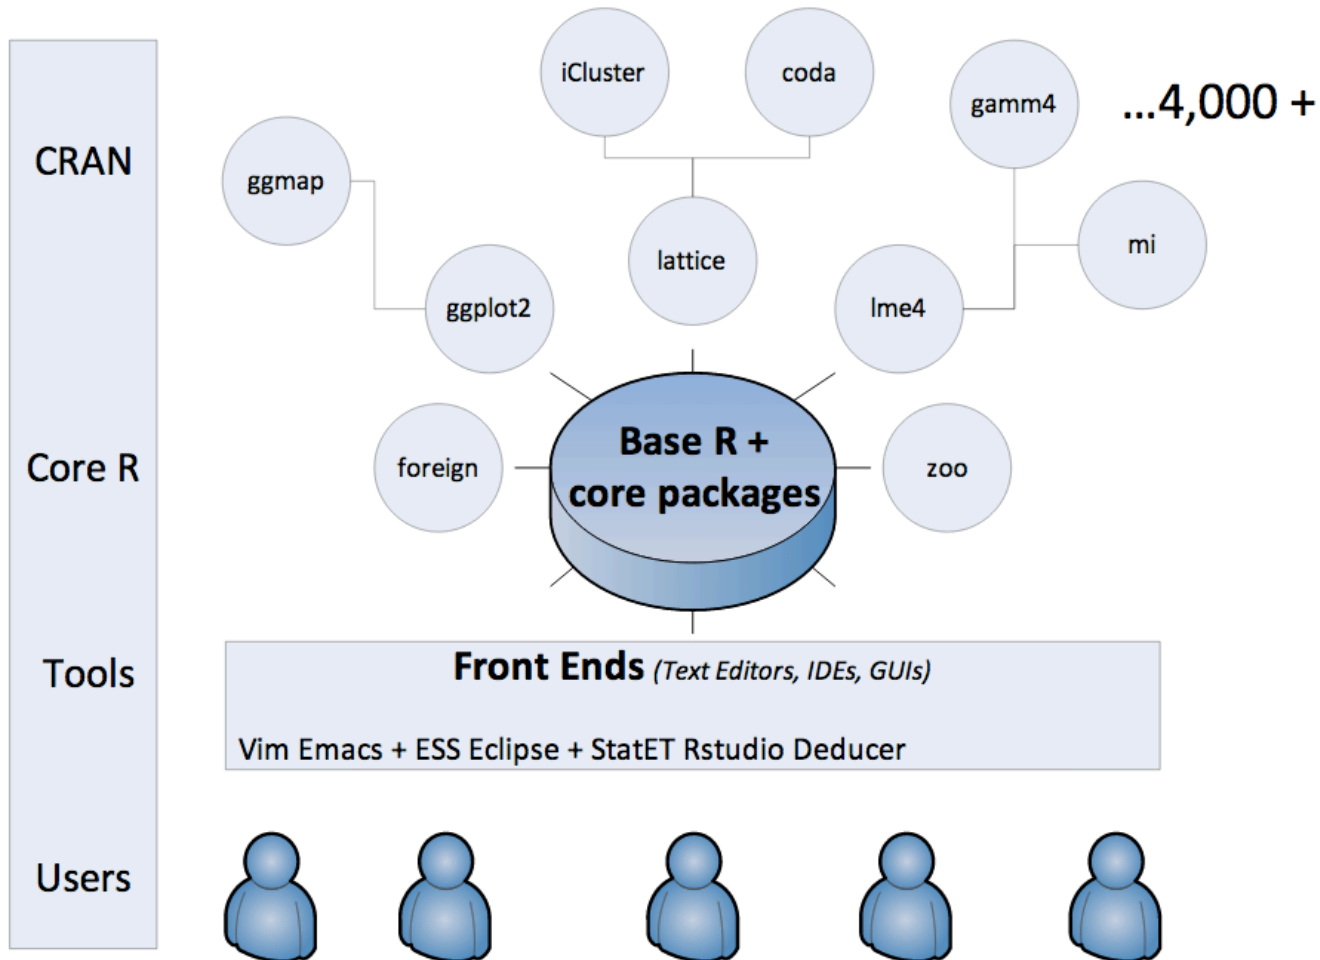 iCluster
coda
gamm4
...4,000 +
CRAN
ggmap
mi
lattice
ggplot2
lme4
Base R +
core packages
Core R
foreign
zoo
Tools
Front Ends (Text Editors, IDEs, GUIs)
Vim Emacs + ESS Eclipse + StatET Rstudio Deducer
Users